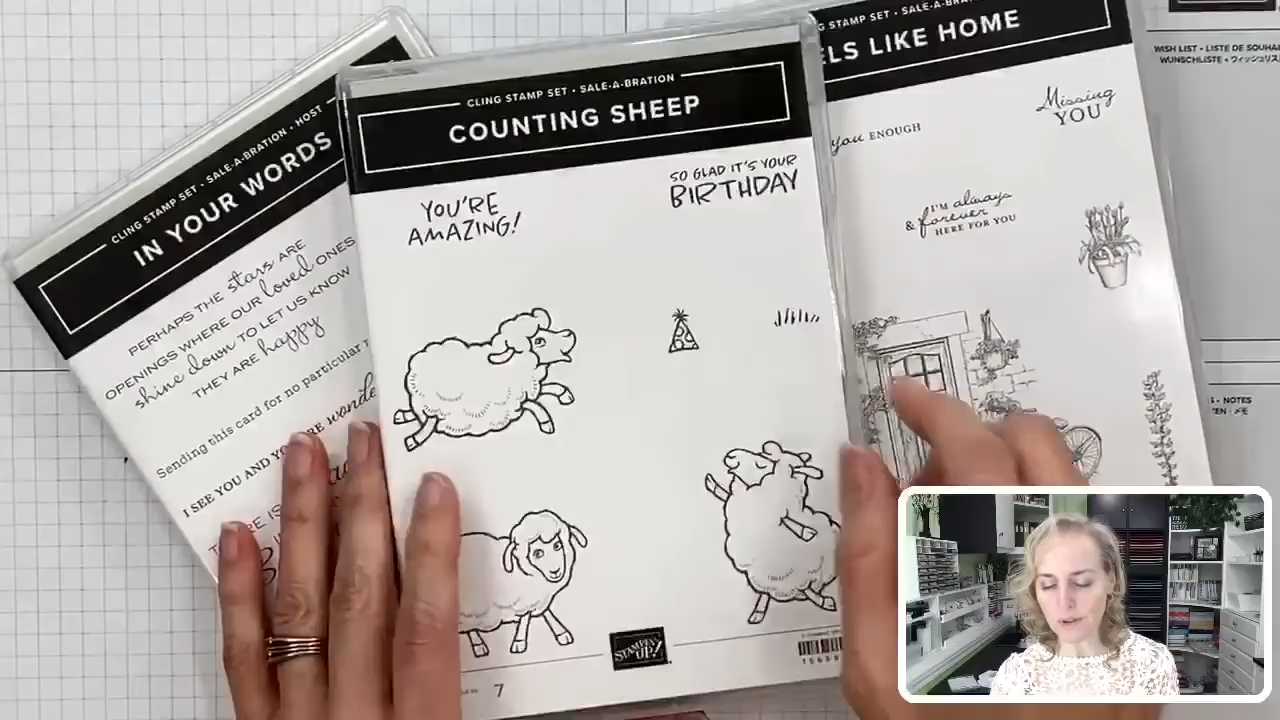 CLING STAMP SET • SALE-A-BRATION • HOST
IN YOUR WORDS
PERHAPS THE stars ARE
OPENINGS WHERE OUR loved ONES
shine down TO LET US KNOW
THEY ARE happy
Sending this card for no particular
I SEE YOU AND
CLING STAMP SET • SALE-A-BRATION
COUNTING SHEEP
YOU'RE
AMAZING!
SO GLAD IT'S YOUR
BIRTHDAY
STAMPIN' UP!
7
CLING STAMP SET • SALE-A-BRA
ELS LIKE HOME
Missing
YOU
you ENOUGH
I'M always
& forever
HERE FOR YOU
WISH LIST • LISTE DE SOUHA
WUNSCHLISTE • ウィッシュリス
NOTES